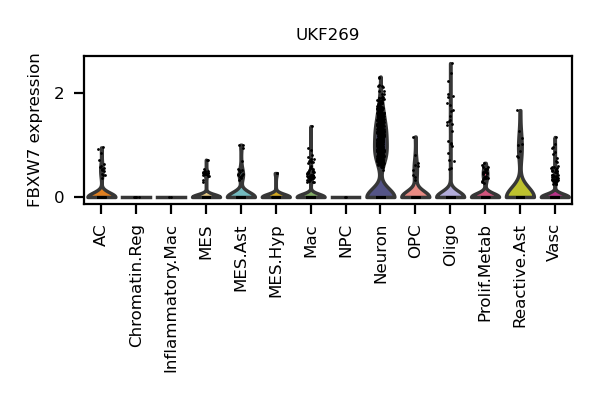 UKF269
FBXW7 expression
2
0
AC
Chromatin.Reg
Inflammatory.Mac
MES
MES.Ast
MES.Hyp
Mac
NPC
Neuron
OPC
Oligo
Prolif.Metab
Reactive.Ast
Vasc